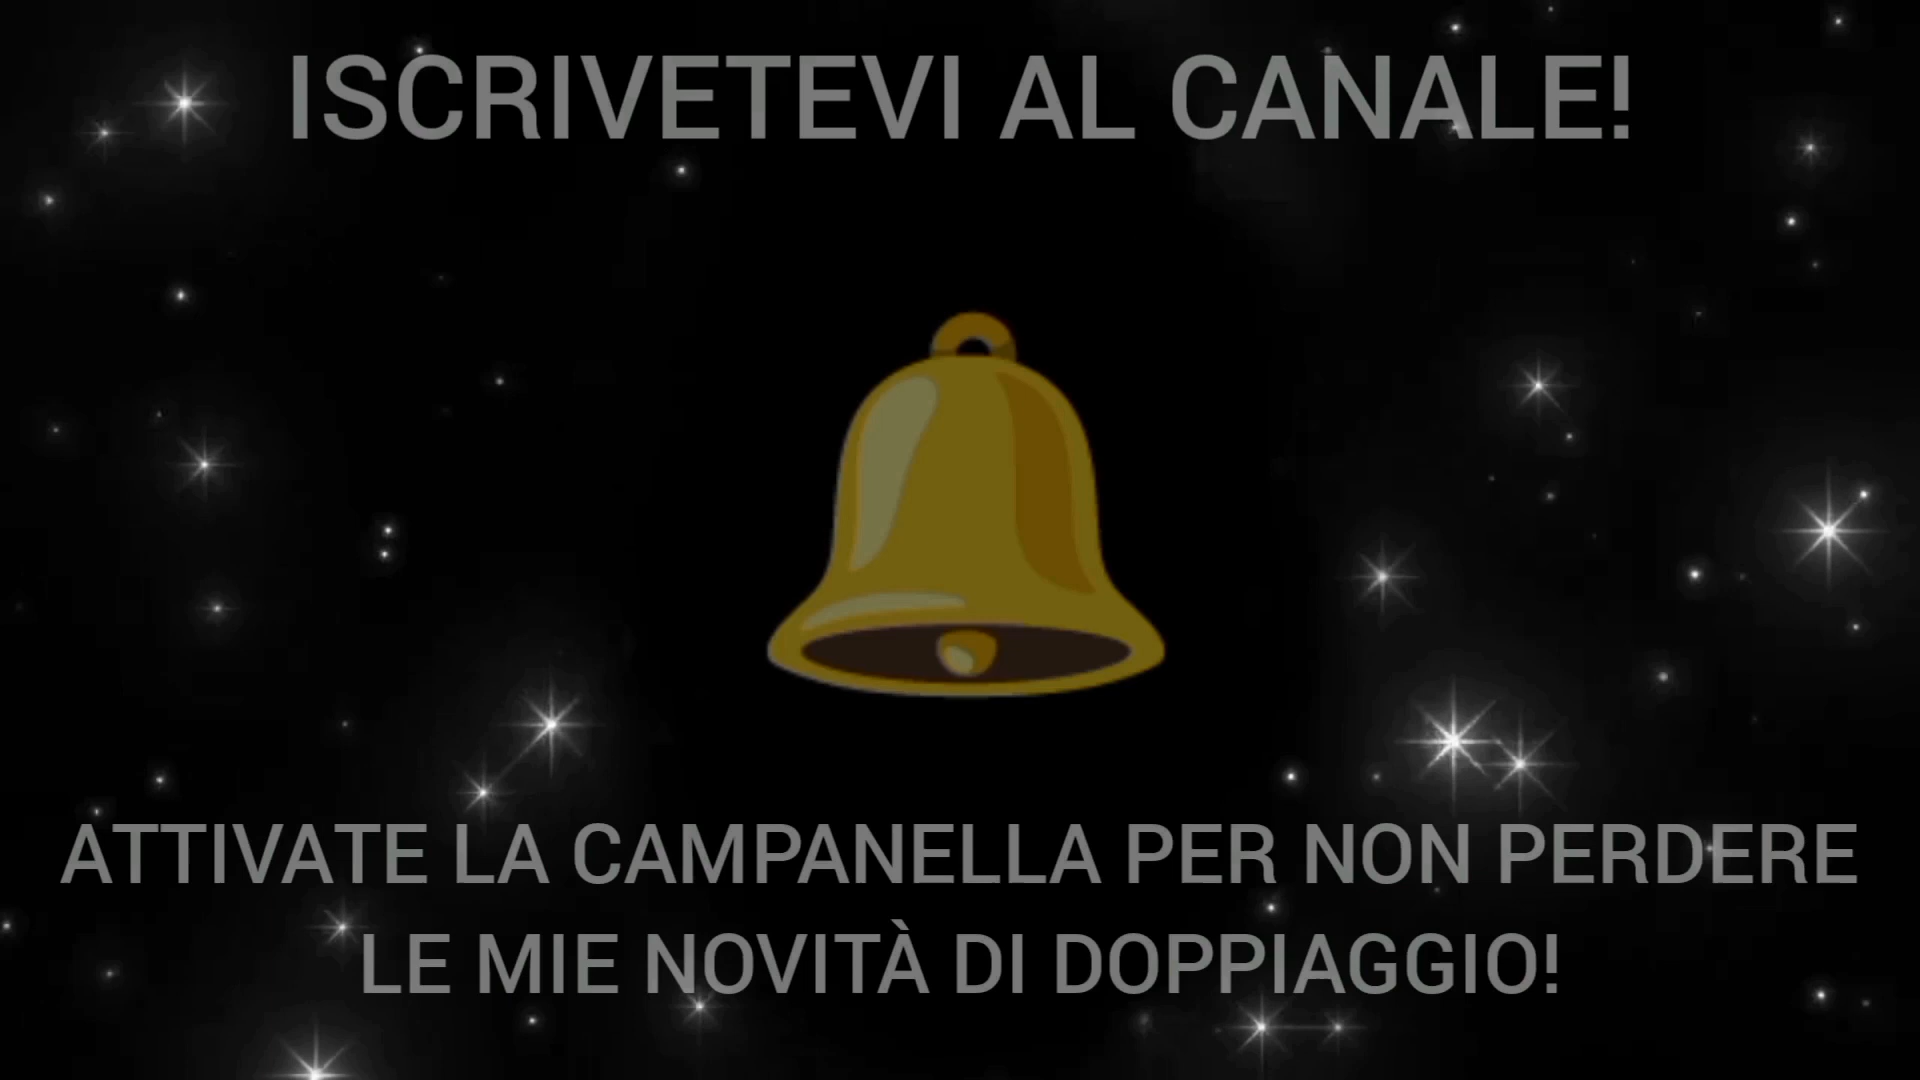 ISCRIVETEVI AL CANALE!
ATTIVATE LA CAMPANELLA PER NON PERDERE
LE MIE NOVITÀ DI DOPPIAGGIO!